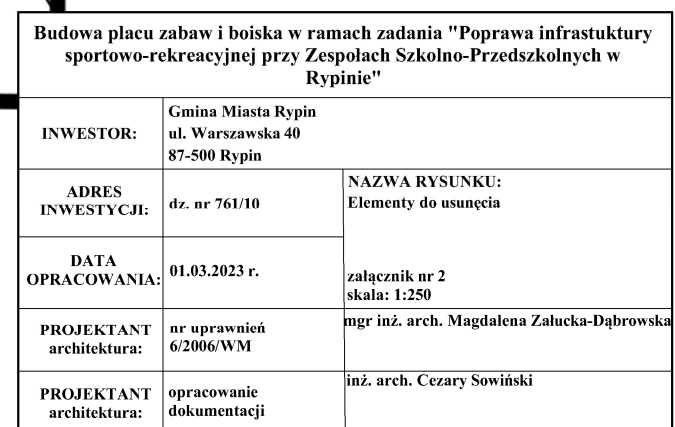 Budowa placu zabaw i boiska w ramach zadania "Poprawa infrastuktury
sportowo-rekreacyjnej przy Zespołach Szkolno-Przedszkolnych w
Rypinie"
INWESTOR:
Gmina Miasta Rypin
ul. Warszawska 40
87-500 Rypin
ADRES
INWESTYCJI:
dz. nr 761/10
NAZWA RYSUNKU:
Elementy do usunęcia
DATA
OPRACOWANIA:
01.03.2023 r.
załącznik nr 2
skala: 1:250
PROJEKTANT
architektura:
nr uprawnień
6/2006/WM
mgr inż. arch. Magdalena Załucka-Dąbrowska
PROJEKTANT
architektura:
opracowanie
dokumentacji
inż. arch. Cezary Sowiński